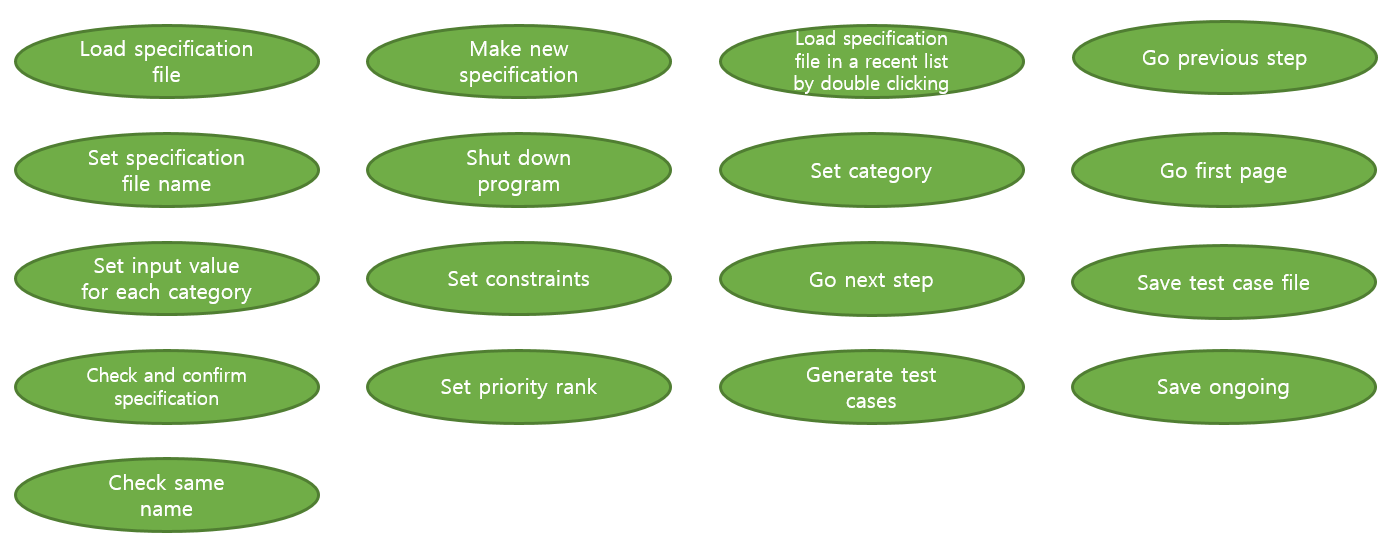 Load specification
file
Make new
specification
Load specification
file in a recent list
by double clicking
Go previous step
Set specification
file name
Shut down
program
Set category
Go first page
Set input value
for each category
Set constraints
Go next step
Save test case file
Check and confirm
specification
Set priority rank
Generate test
cases
Save ongoing
Check same
name